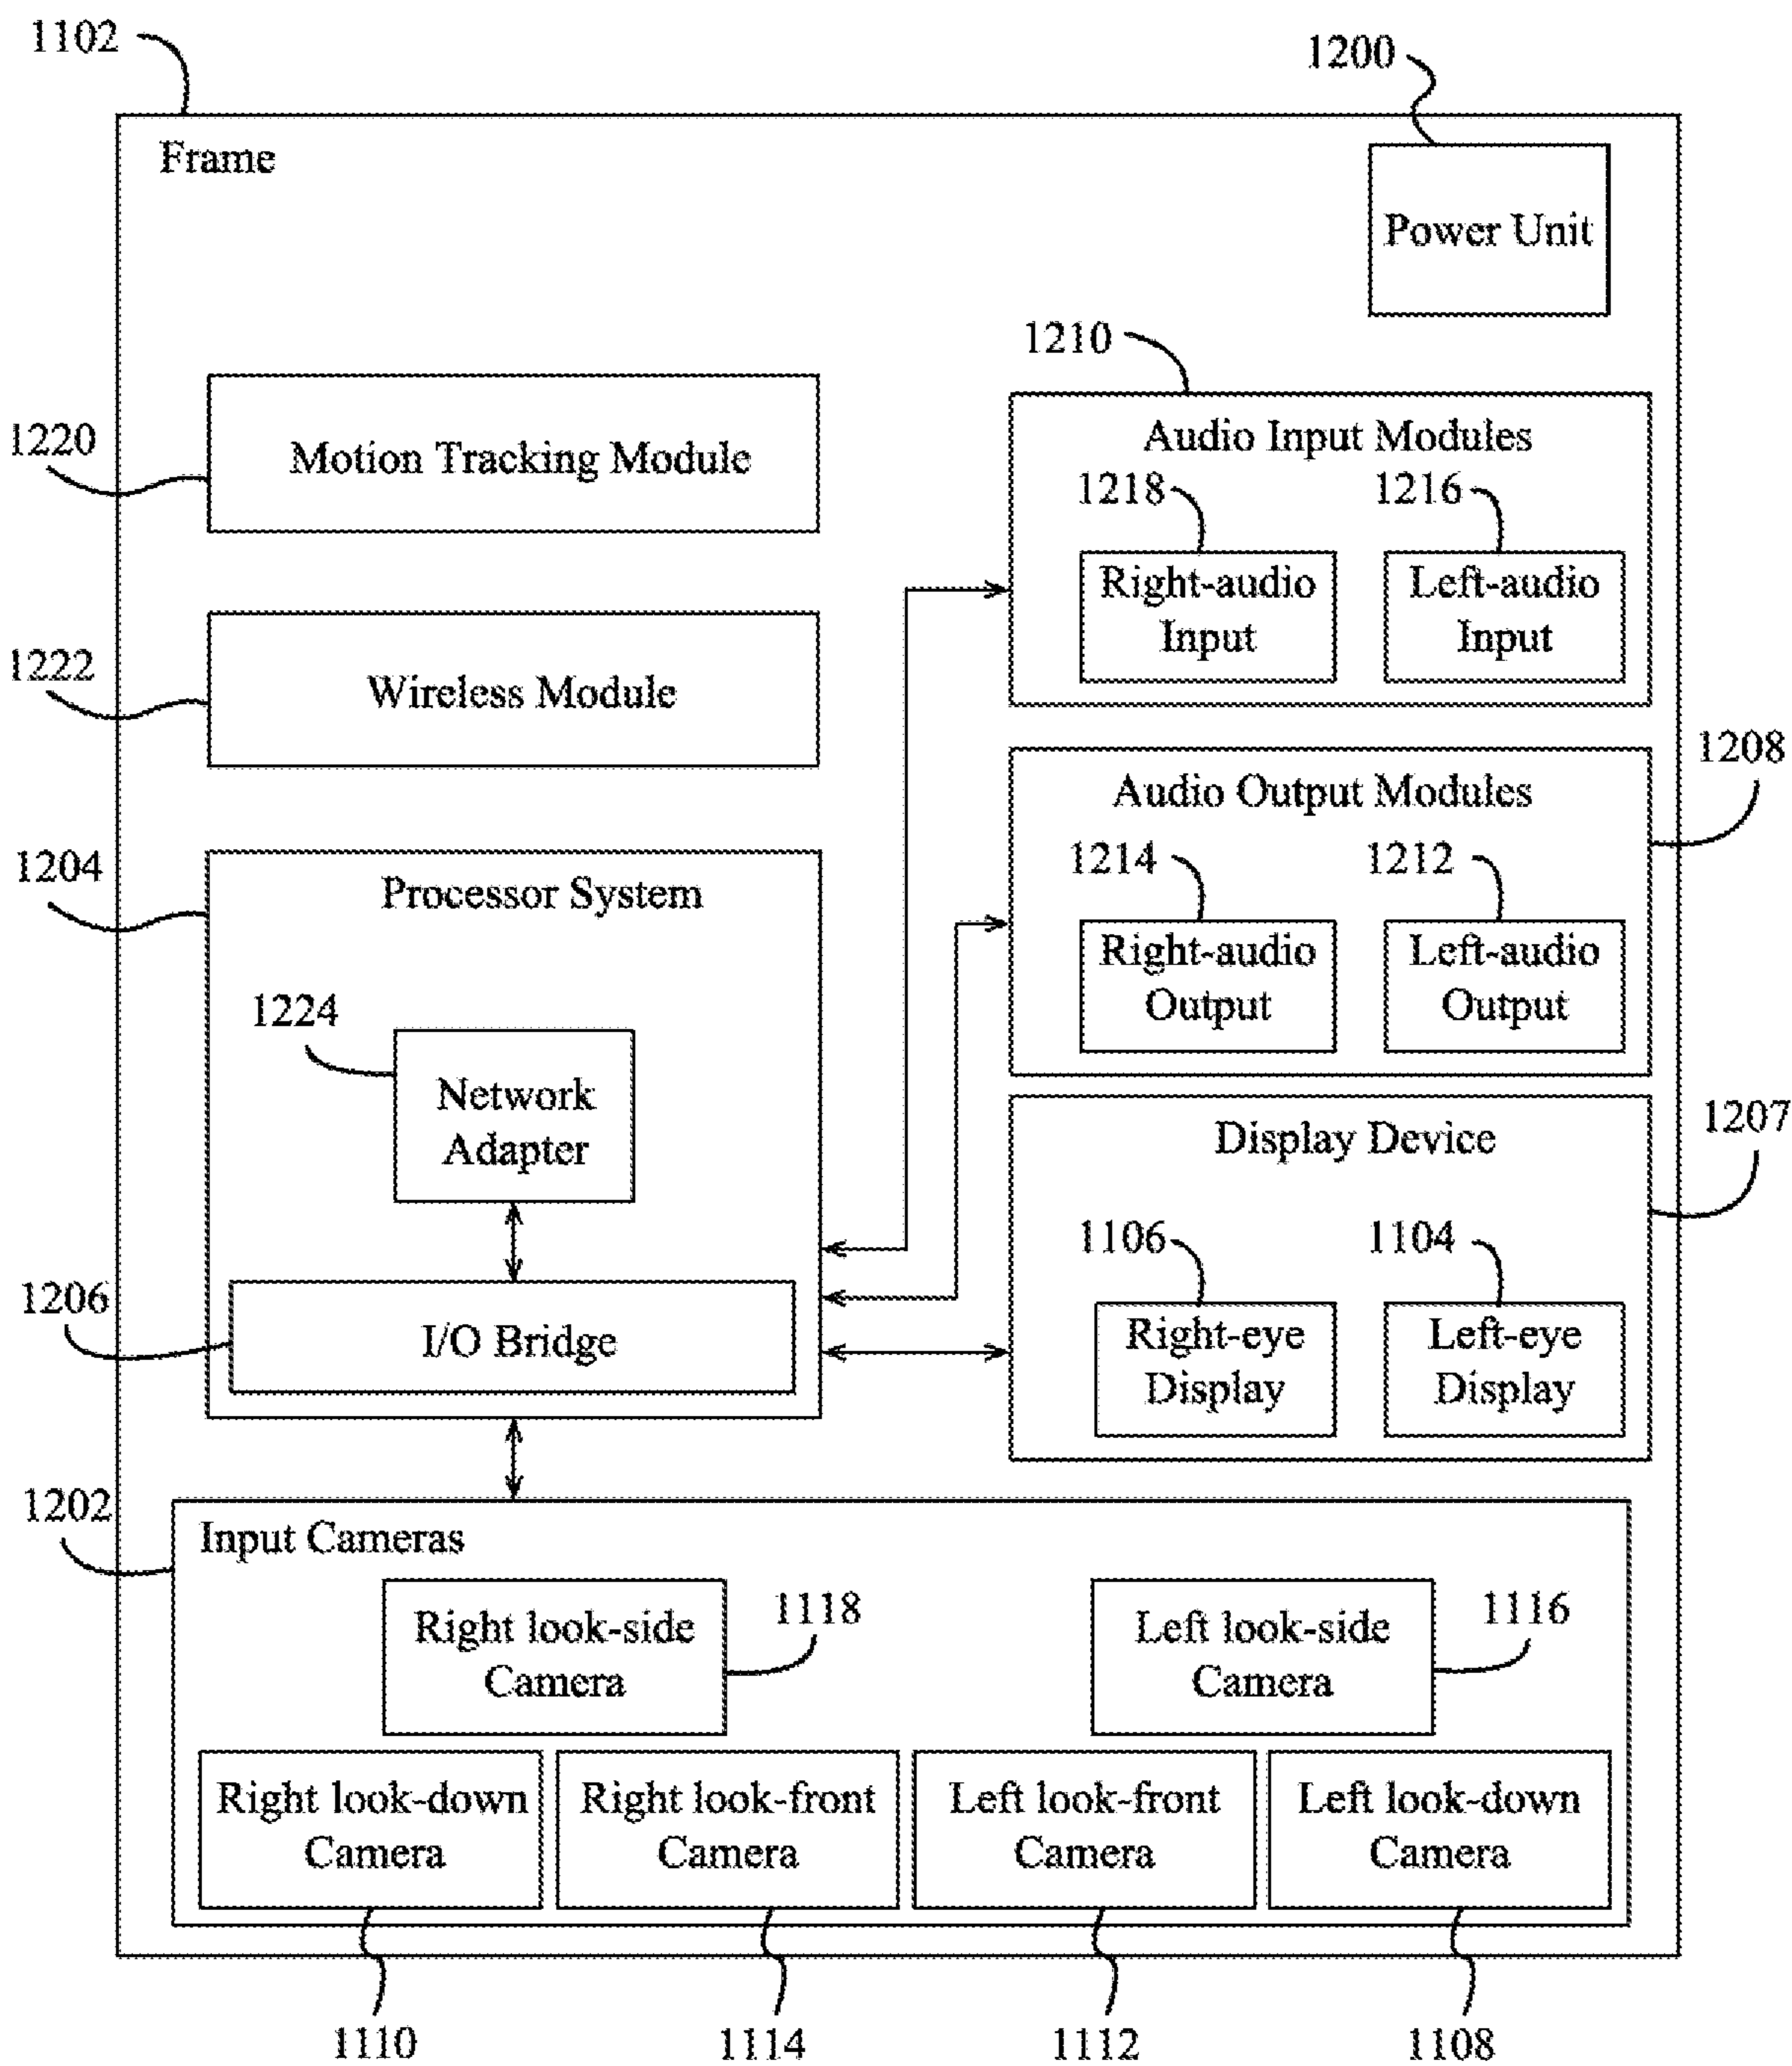 1102
1200
Frame
Power Unit
1210
1220
Motion Tracking Module
Audio Input Modules
1218
1216
Right-audio
Input
Left-audio
Input
1222
Wireless Module
1208
Audio Output Modules
1214
1212
Right-audio
Output
Left-audio
Output
1204
Processor System
1224
Network
Adapter
1207
Display Device
1106
1104
Right-eye
Display
Left-eye
Display
1206
I/O Bridge
1202
Input Cameras
Right look-side
Camera
1118
Left look-side
Camera
1116
Right look-down
Camera
Right look-front
Camera
Left look-front
Camera
Left look-down
Camera
1110
1114
1112
1108